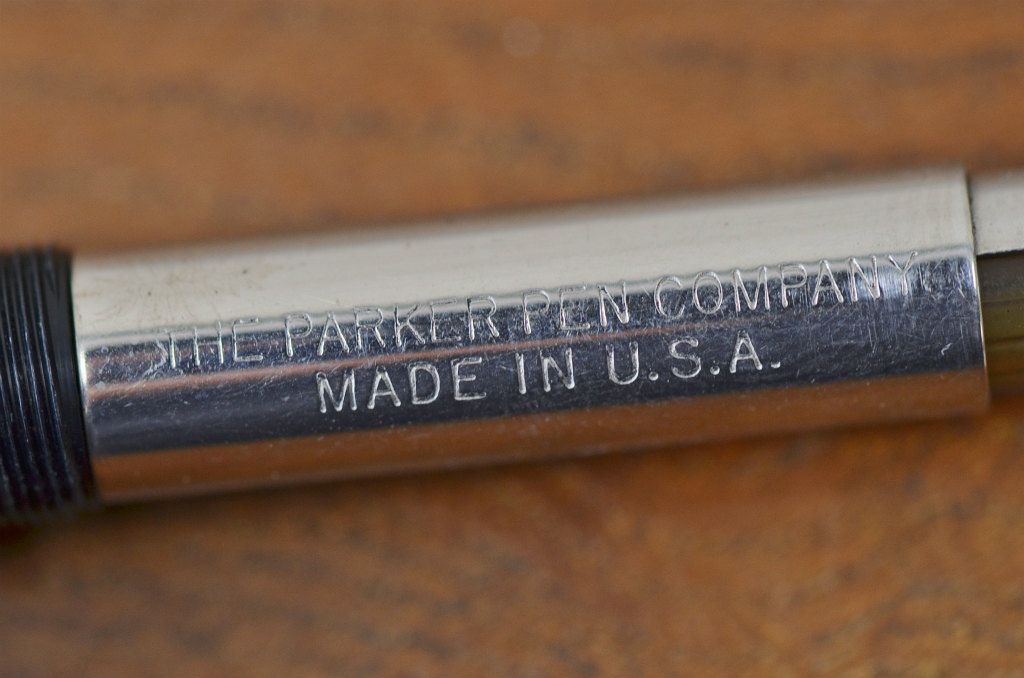 THE PARKER PEN COMPANY
MADE IN U.S.A.